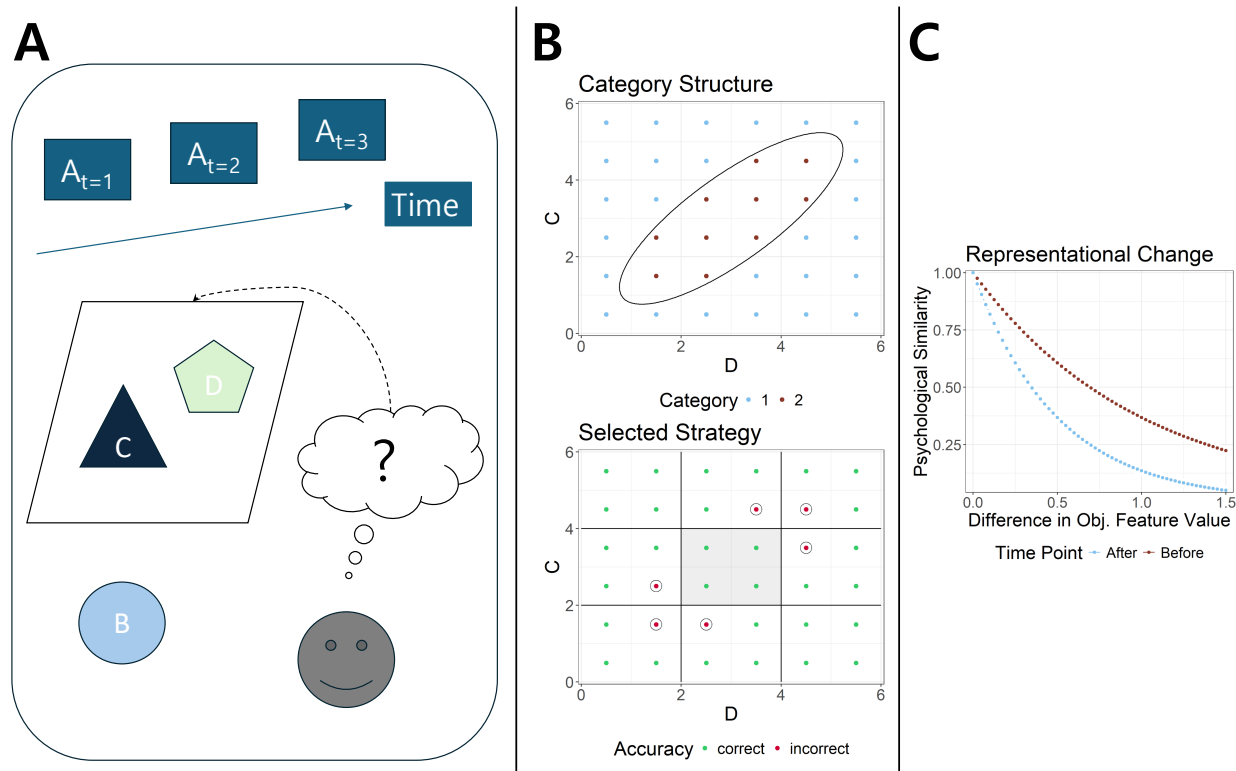 A
A_t=1
A_t=2
A_t=3
Time
D
C
?
B
B
Category Structure
6
4
2
0
C
0 2 4 6
D
Category 1 2
Selected Strategy
6
4
2
0
C
0 2 4 6
D
Accuracy correct incorrect
C
Representational Change
1.00
0.75
0.50
0.25
Psychological Similarity
0.0 0.5 1.0 1.5
Difference in Obj. Feature Value
Time Point After Before